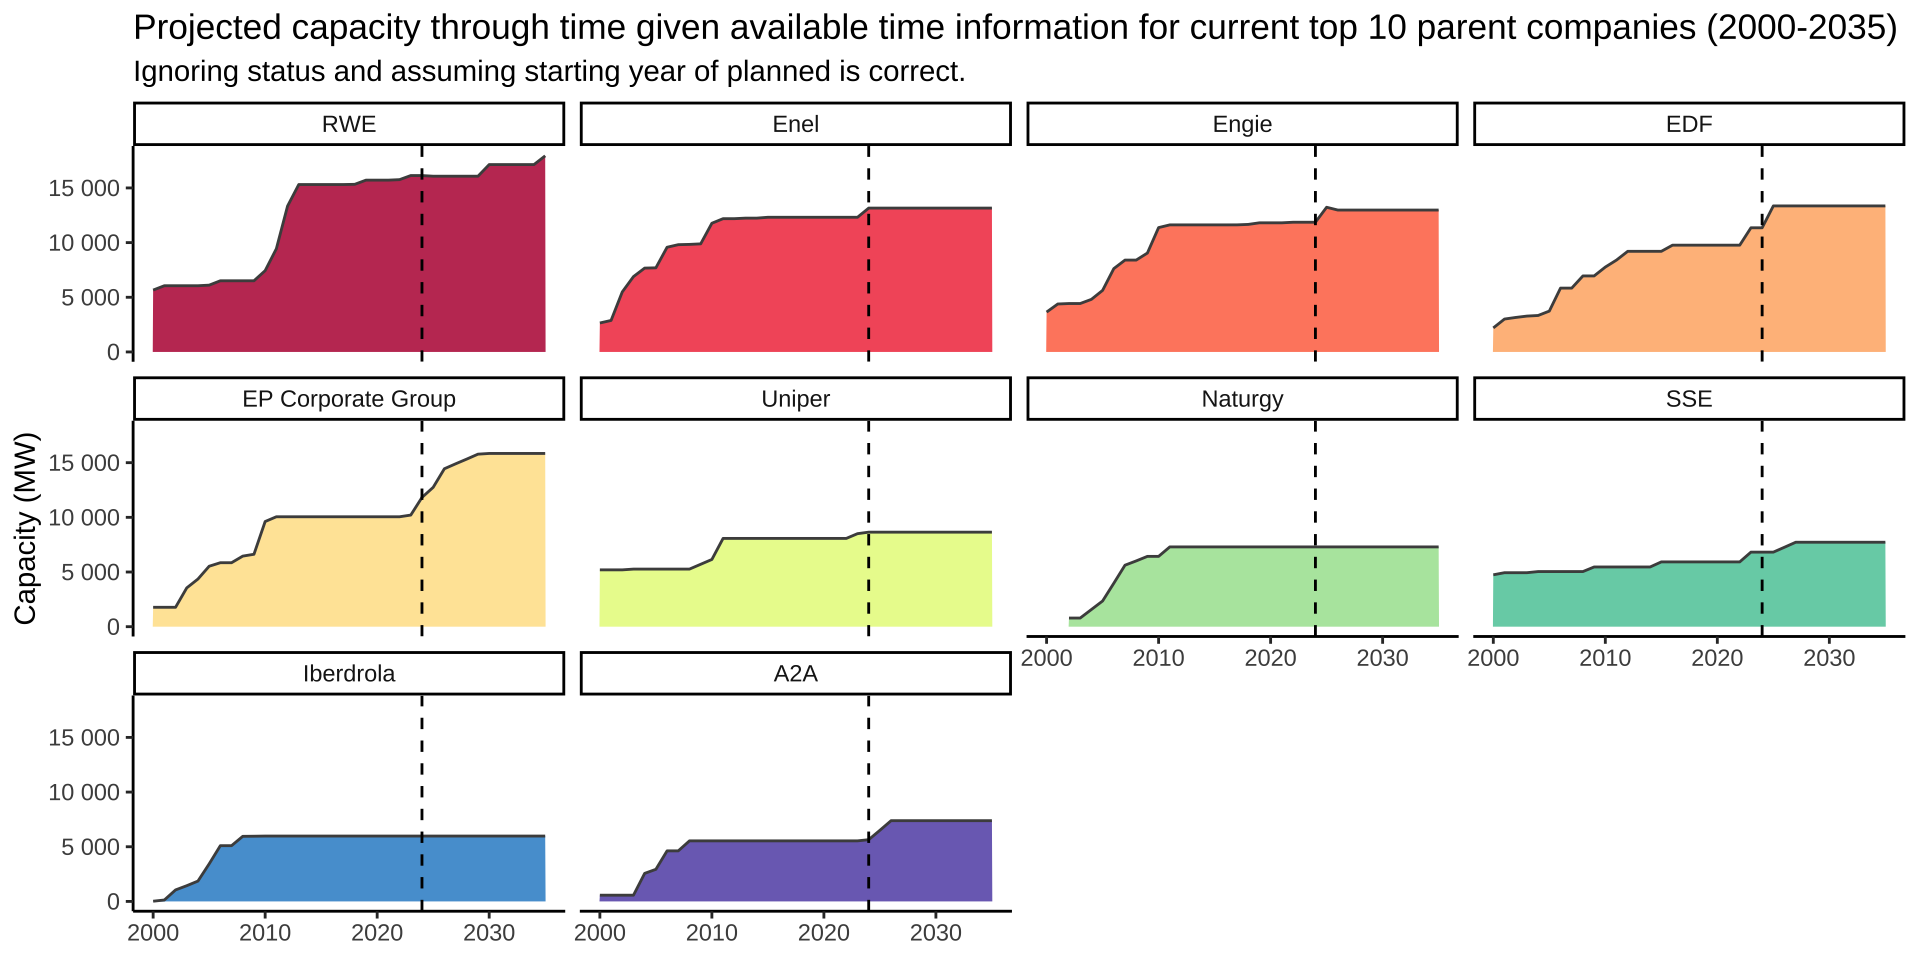 Projected capacity through time given available time information for current top 10 parent companies (2000-2035)
Ignoring status and assuming starting year of planned is correct.
RWE
Enel
Engie
EDF
15 000
10 000
5 000
0
EP Corporate Group
Uniper
Naturgy
SSE
Capacity (MW)
15 000
10 000
5 000
0
2000 2010 2020 2030
2000 2010 2020 2030
Iberdrola
A2A
15 000
10 000
5 000
0
2000 2010 2020 2030
2000 2010 2020 2030